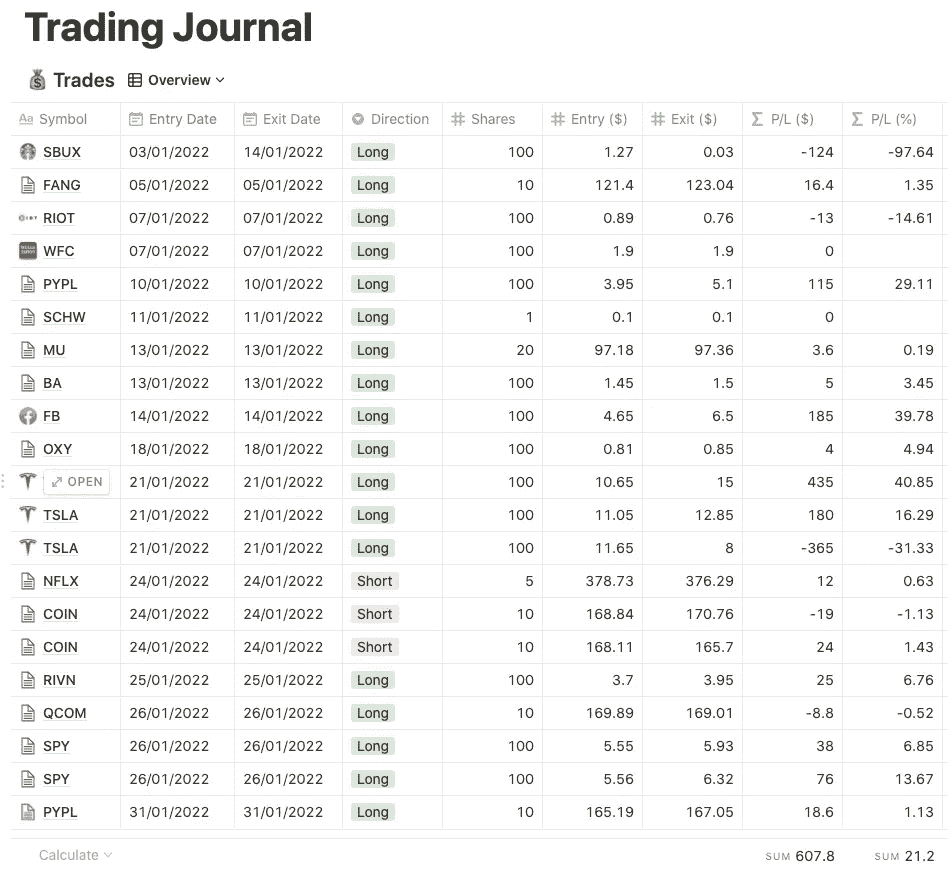 Trading Journal
Trades Overview
Aa Symbol Entry Date Exit Date Direction # Shares # Entry ($) # Exit ($) Σ P/L ($) Σ P/L (%)
SBUX 03/01/2022 14/01/2022 Long 100 1.27 0.03 -124 -97.64
FANG 05/01/2022 05/01/2022 Long 10 121.4 123.04 16.4 1.35
RIOT 07/01/2022 07/01/2022 Long 100 0.89 0.76 -13 -14.61
WFC 07/01/2022 07/01/2022 Long 100 1.9 1.9 0
PYPL 10/01/2022 10/01/2022 Long 100 3.95 5.1 115 29.11
SCHW 11/01/2022 11/01/2022 Long 1 0.1 0.1 0
MU 13/01/2022 13/01/2022 Long 20 97.18 97.36 3.6 0.19
BA 13/01/2022 13/01/2022 Long 100 1.45 1.5 5 3.45
FB 14/01/2022 14/01/2022 Long 100 4.65 6.5 185 39.78
OXY 18/01/2022 18/01/2022 Long 100 0.81 0.85 4 4.94
OPEN 21/01/2022 21/01/2022 Long 100 10.65 15 435 40.85
TSLA 21/01/2022 21/01/2022 Long 100 11.05 12.85 180 16.29
TSLA 21/01/2022 21/01/2022 Long 100 11.65 8 -365 -31.33
NFLX 24/01/2022 24/01/2022 Short 5 378.73 376.29 12 0.63
COIN 24/01/2022 24/01/2022 Short 10 168.84 170.76 -19 -1.13
COIN 24/01/2022 24/01/2022 Short 10 168.11 165.7 24 1.43
RIVN 25/01/2022 25/01/2022 Long 100 3.7 3.95 25 6.76
QCOM 26/01/2022 26/01/2022 Long 10 169.89 169.01 -8.8 -0.52
SPY 26/01/2022 26/01/2022 Long 100 5.55 5.93 38 6.85
SPY 26/01/2022 26/01/2022 Long 100 5.56 6.32 76 13.67
PYPL 31/01/2022 31/01/2022 Long 10 165.19 167.05 18.6 1.13
Calculate SUM 607.8 SUM 21.2